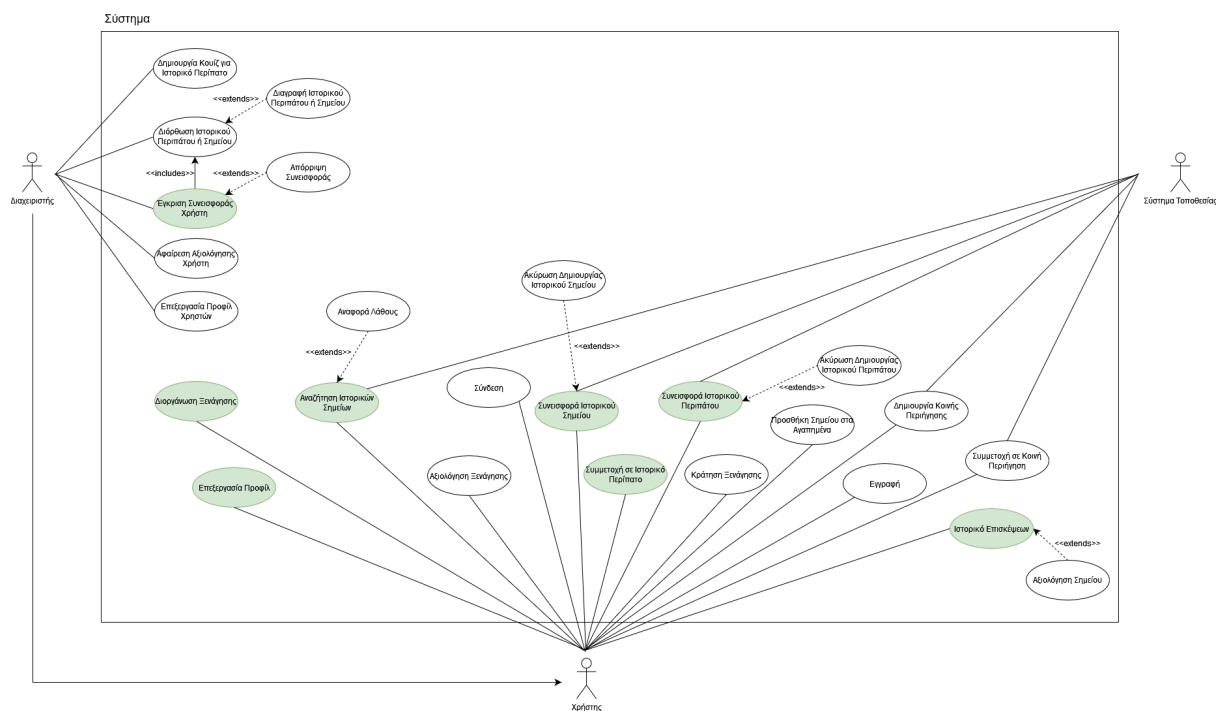 Σύστημα
Δημιουργία Κουίζ για
Ιστορικό Περίπατο
Διαγραφή Ιστορικού
Περιπάτου ή Σημείου
<<extends>>
Διόρθωση Ιστορικού
Περιπάτου ή Σημείου
Απόρριψη
Συνεισφοράς
<<includes>>
<<extends>>
Έγκριση Συνεισφοράς
Χρήστη
Διαχειριστής
Σύστημα Τοποθεσίας
Αφαίρεση Αξιολόγησης
Χρήστη
Επεξεργασία Προφίλ
Χρηστών
Ακύρωση Δημιουργίας
Ιστορικού Σημείου
Αναφορά Λάθους
<<extends>>
<<extends>>
Ακύρωση Δημιουργίας
Ιστορικού Περιπάτου
<<extends>>
Διοργάνωση Ξενάγησης
Αναζήτηση Ιστορικών
Σημείων
Σύνδεση
Συνεισφορά Ιστορικού
Σημείου
Συνεισφορά Ιστορικού
Περιπάτου
Προσθήκη Σημείου στα
Αγαπημένα
Δημιουργία Κοινής
Περιήγησης
Συμμετοχή σε Κοινή
Περιήγηση
Επεξεργασία Προφίλ
Αξιολόγηση Ξενάγησης
Συμμετοχή σε Ιστορικό
Περίπατο
Κράτηση Ξενάγησης
Εγγραφή
Ιστορικό Επισκέψεων
<<extends>>
Αξιολόγηση Σημείου
Χρήστης